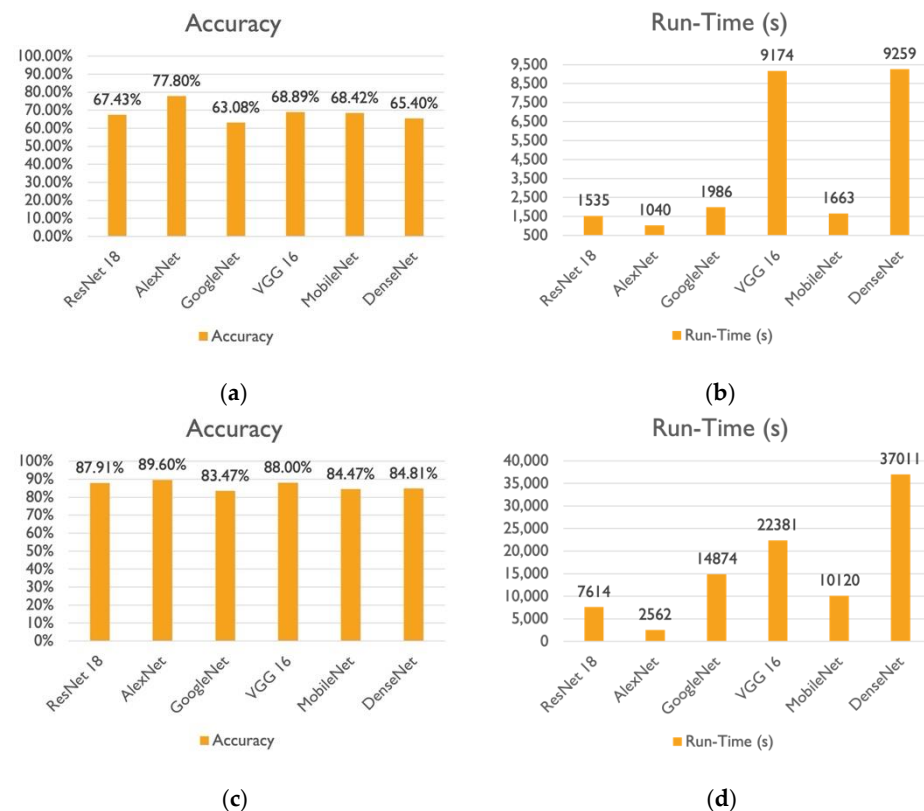 Accuracy
100.00%
90.00%
80.00%
70.00%
60.00%
50.00%
40.00%
30.00%
20.00%
10.00%
0.00%
67.43%
77.80%
63.08%
68.89%
68.42%
65.40%
ResNet 18
AlexNet
GoogleNet
VGG 16
MobileNet
DenseNet
Accuracy
(a)
Run-Time (s)
9,500
8,500
7,500
6,500
5,500
4,500
3,500
2,500
1,500
500
1535
1040
1986
9174
1663
9259
ResNet 18
AlexNet
GoogleNet
VGG 16
MobileNet
DenseNet
Run-Time (s)
(b)
Accuracy
100%
90%
80%
70%
60%
50%
40%
30%
20%
10%
0%
87.91%
89.60%
83.47%
88.00%
84.47%
84.81%
ResNet 18
AlexNet
GoogleNet
VGG 16
MobileNet
DenseNet
Accuracy
(c)
Run-Time (s)
40,000
35,000
30,000
25,000
20,000
15,000
10,000
5,000
0
7614
2562
14874
22381
10120
37011
ResNet 18
AlexNet
GoogleNet
VGG 16
MobileNet
DenseNet
Run-Time (s)
(d)